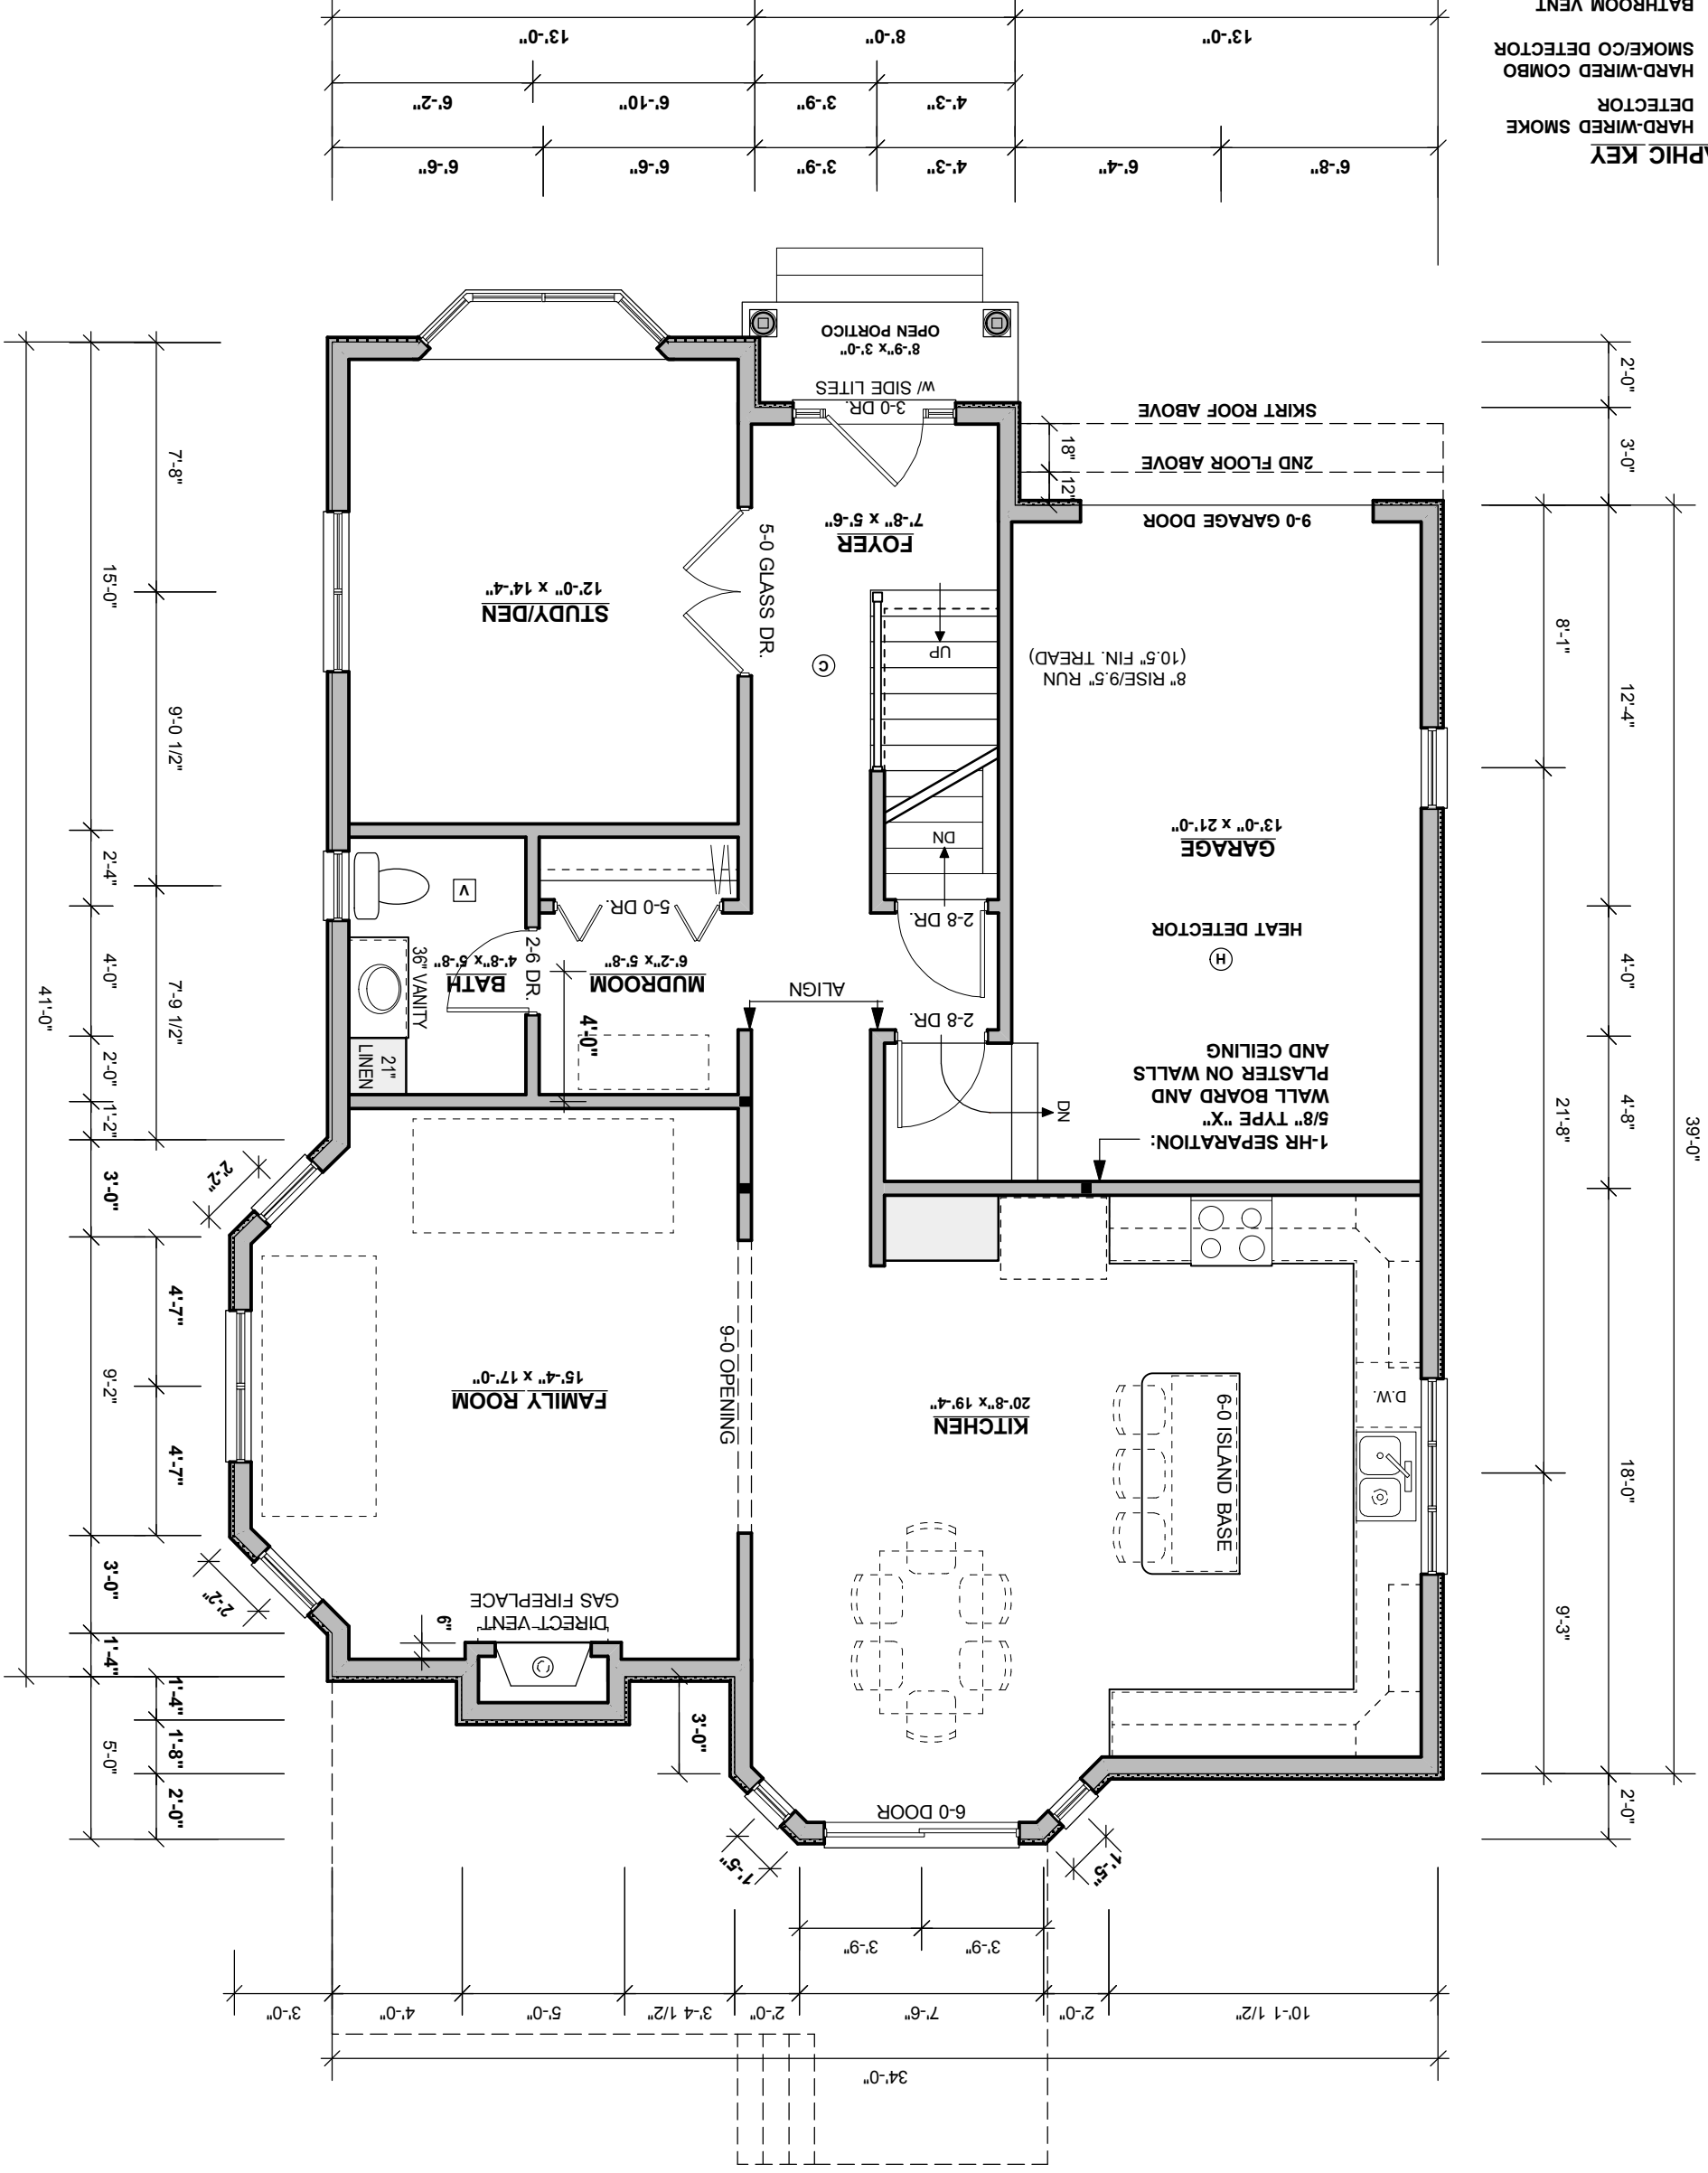 34'-0"
10'-1 1/2"
2'-0"
7'-6"
2'-0"
3'-4 1/2"
5'-0"
4'-0"
3'-0"
3'-9"
3'-9"
1'-5"
1'-5"
6-0 DOOR
2'-0"
18'-0"
4'-8"
4'-0"
12'-4"
3'-0"
2'-0"
39'-0"
9'-3"
21'-8"
8'-1"
2'-0"
1'-8"
1'-4"
5'-0"
3'-0"
1'-4"
3'-0"
9'-2"
3'-0"
1'-2"
2'-0"
4'-0"
2'-4"
15'-0"
4'-7"
4'-7"
7'-9 1/2"
9'-0 1/2"
7'-8"
41'-0"
2'-2"
2'-2"
6"
DIRECT-VENT
GAS FIREPLACE
6-0 ISLAND BASE
D.W.
KITCHEN
20'-8"x 19'-4"
9-0 OPENING
FAMILY ROOM
15'-4" x 17'-0"
1-HR SEPARATION:
5/8" TYPE "X"
WALL BOARD AND
PLASTER ON WALLS
AND CEILING
DN
2-8 DR.
ALIGN
4'-0"
21"
LINEN
36" VANITY
MUDROOM
6'-2"x 5'-8"
BATH
4'-8"x 5'-8"
2-6 DR.
H
HEAT DETECTOR
2-8 DR.
5-0 DR.
V
GARAGE
13'-0" x 21'-0"
DN
8" RISE/9.5" RUN
(10.5" FIN. TREAD)
UP
C
5-0 GLASS DR.
STUDY/DEN
12'-0" x 14'-4"
FOYER
7'-8" x 5'-6"
9-0 GARAGE DOOR
12"
2ND FLOOR ABOVE
18"
SKIRT ROOF ABOVE
3-0 DR.
W/ SIDE LITES
8'-9"x 3'-0"
OPEN PORTICO
6'-8"
6'-4"
4'-3"
3'-9"
6'-6"
6'-6"
4'-3"
3'-9"
6'-10"
6'-2"
13'-0"
8'-0"
13'-0"
APHIC KEY
HARD-WIRED SMOKE
DETECTOR
HARD-WIRED COMBO
SMOKE/CO DETECTOR
BATHROOM VENT